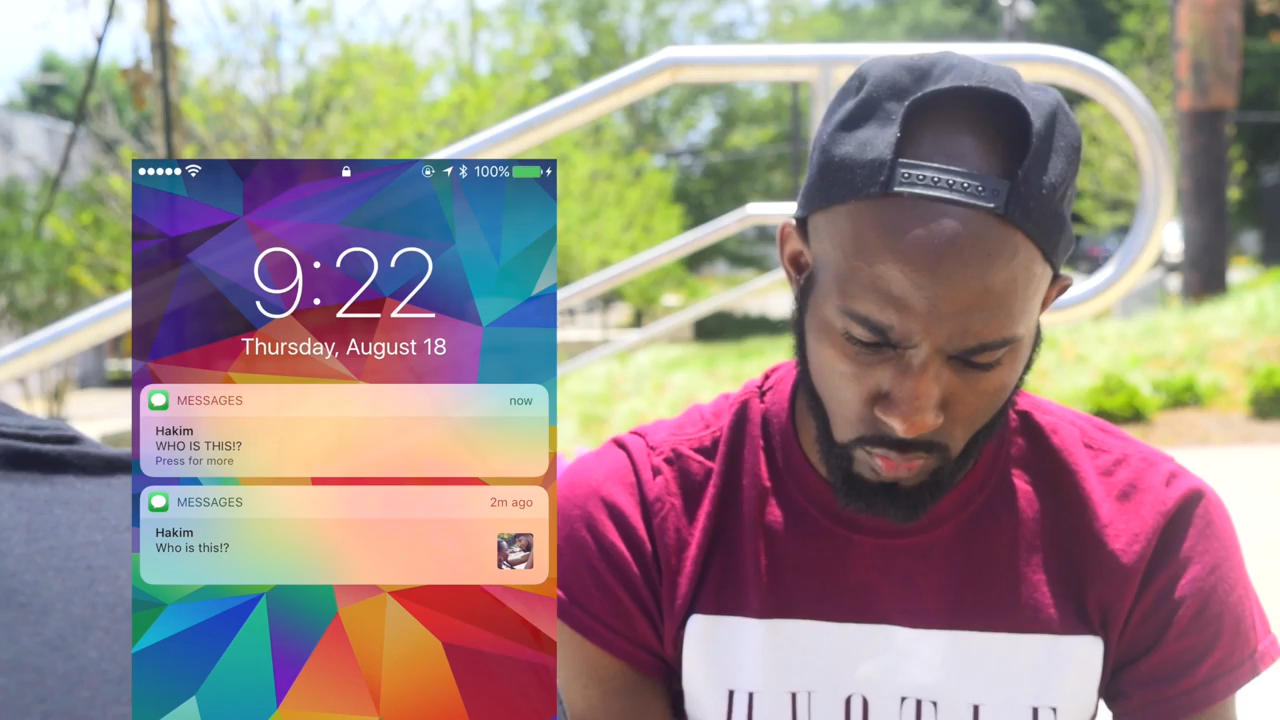 100%
9:22
Thursday, August 18
MESSAGES now
Hakim
WHO IS THIS!?
Press for more
MESSAGES 2m ago
Hakim
Who is this!?
HUSTLE